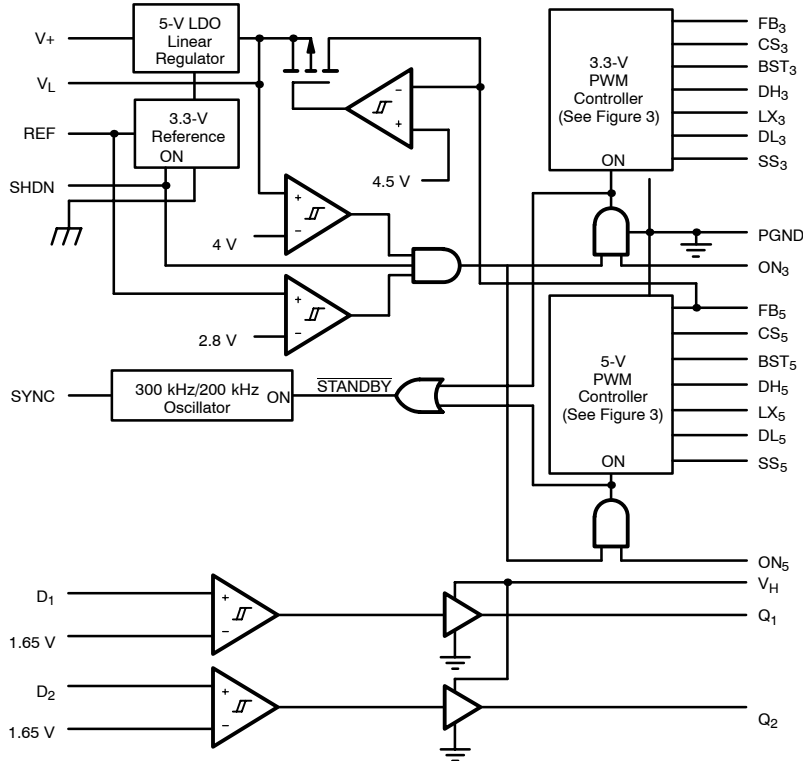 V+
5-V LDO
Linear
Regulator
VL
REF
3.3-V
Reference
ON
SHDN
−
+
4.5 V
+
−
4 V
+
−
2.8 V
3.3-V
PWM
Controller
(See Figure 3)
ON
FB3
CS3
BST3
DH3
LX3
DL3
SS3
PGND
ON3
5-V
PWM
Controller
(See Figure 3)
ON
FB5
CS5
BST5
DH5
LX5
DL5
SS5
SYNC
300 kHz/200 kHz
Oscillator
ON
STANDBY
ON5
VH
D1
+
−
1.65 V
Q1
D2
+
−
1.65 V
Q2